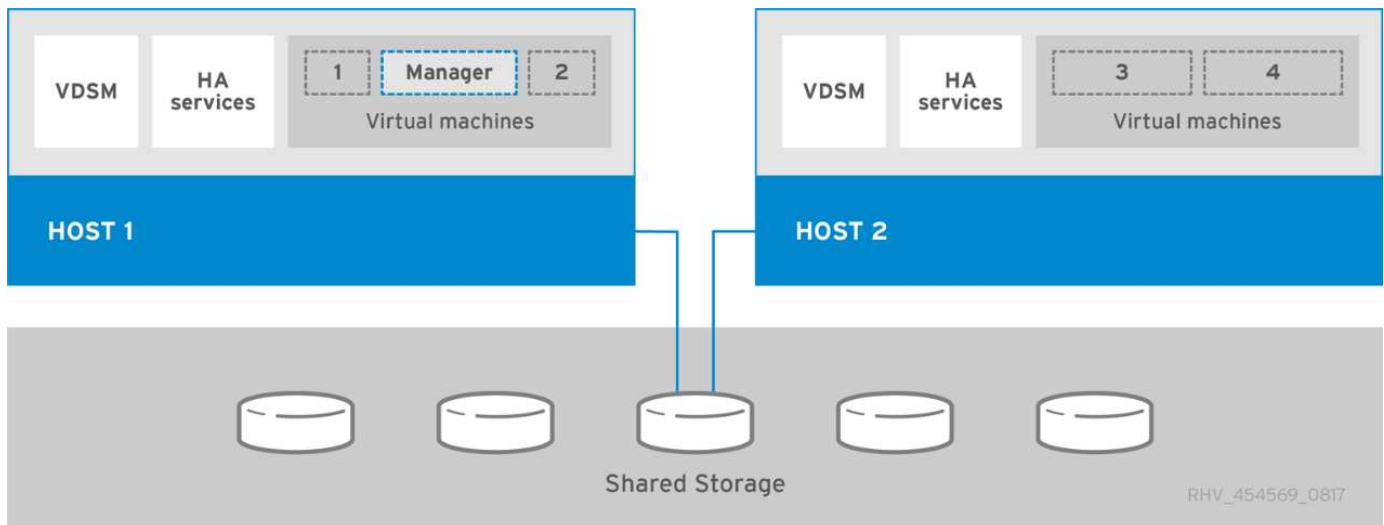 VDSM
HA
services
1
Manager
2
Virtual machines
HOST 1
VDSM
HA
services
3
4
Virtual machines
HOST 2
Shared Storage
RHV_454569_0817